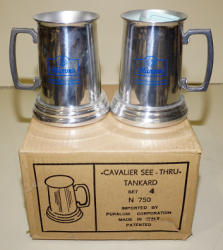 -CAVALIER SEE-THRU-
TANKARD
SET 4
N 750
IMPORTED BY
PURALUM CORPORATION
MADE IN ITALY
PATENTED